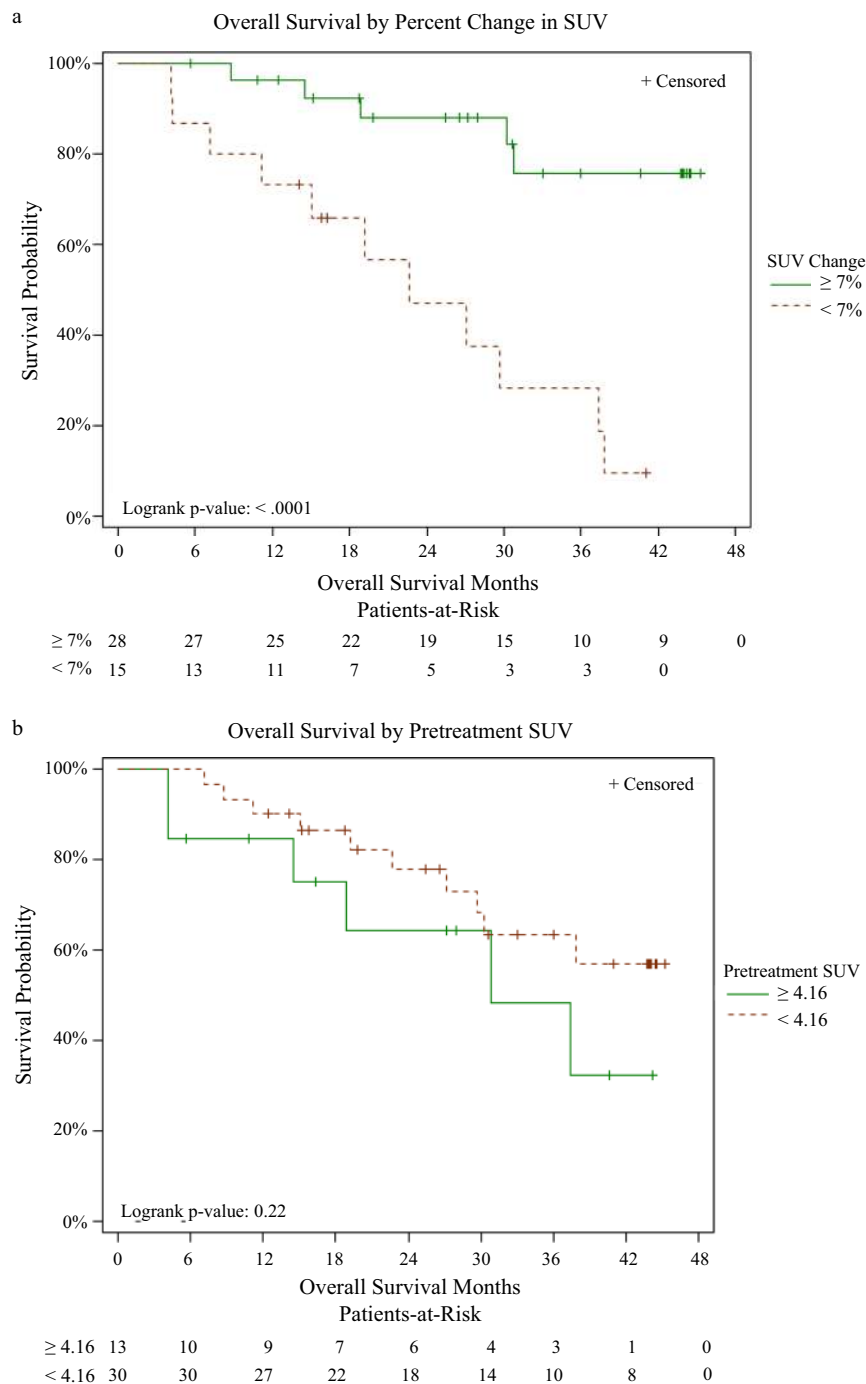 a
Overall Survival by Percent Change in SUV
100%
80%
60%
40%
20%
0%
Survival Probability
+ Censored
SUV Change
≥ 7%
< 7%
Logrank p-value: < .0001
0 6 12 18 24 30 36 42 48
Overall Survival Months
Patients-at-Risk
≥ 7% 28 27 25 22 19 15 10 9 0
< 7% 15 13 11 7 5 3 3 0
b
Overall Survival by Pretreatment SUV
100%
80%
60%
40%
20%
0%
Survival Probability
+ Censored
Pretreatment SUV
≥ 4.16
< 4.16
Logrank p-value: 0.22
0 6 12 18 24 30 36 42 48
Overall Survival Months
Patients-at-Risk
≥ 4.16 13 10 9 7 6 4 3 1 0
< 4.16 30 30 27 22 18 14 10 8 0